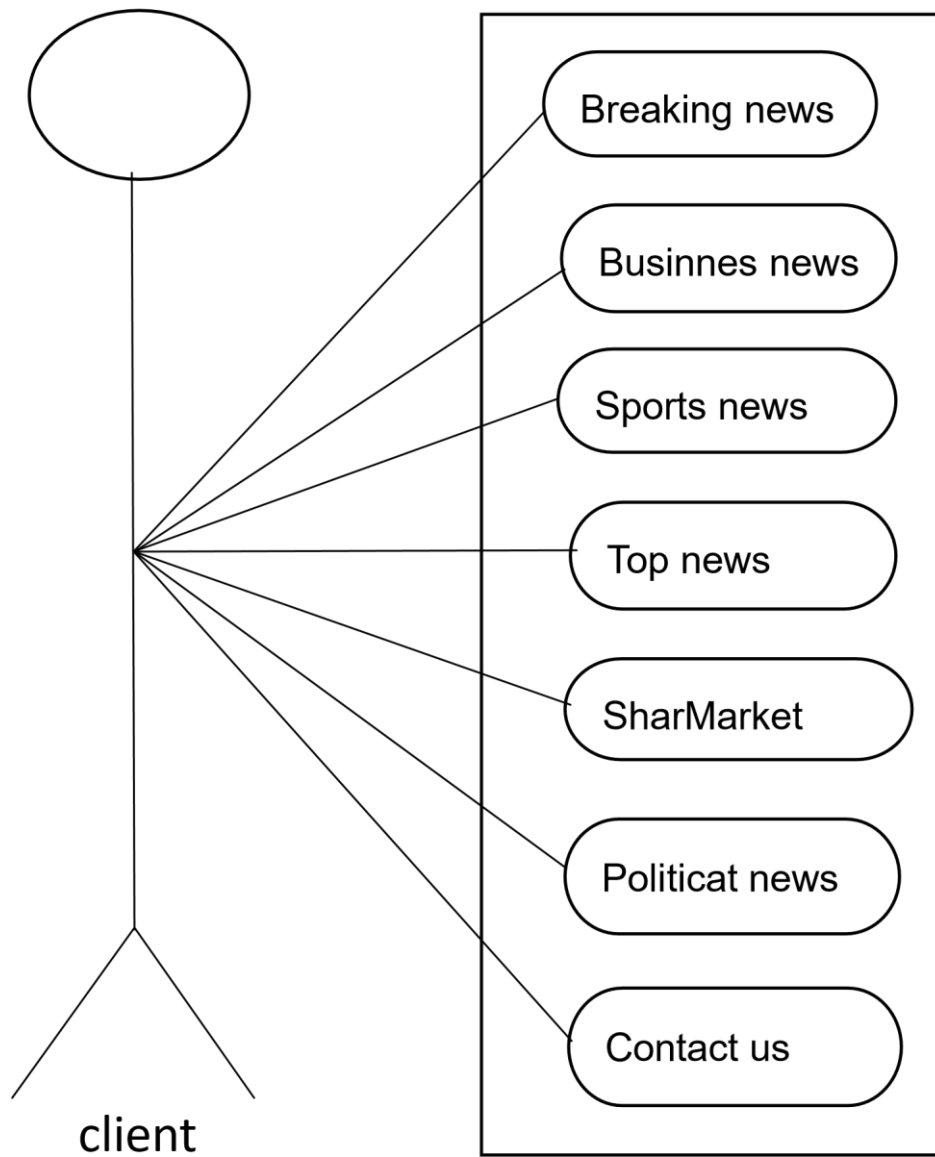 Breaking news
Businnes news
Sports news
Top news
SharMarket
Politicat news
Contact us
client